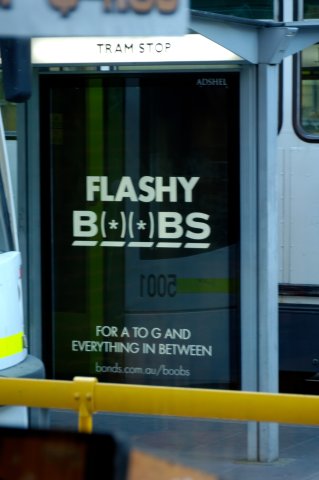 TRAM STOP
ADSHEL
FLASHY
B(*)(*)BS
5001
FOR A TO G AND
EVERYTHING IN BETWEEN
bonds.com.au/boobs